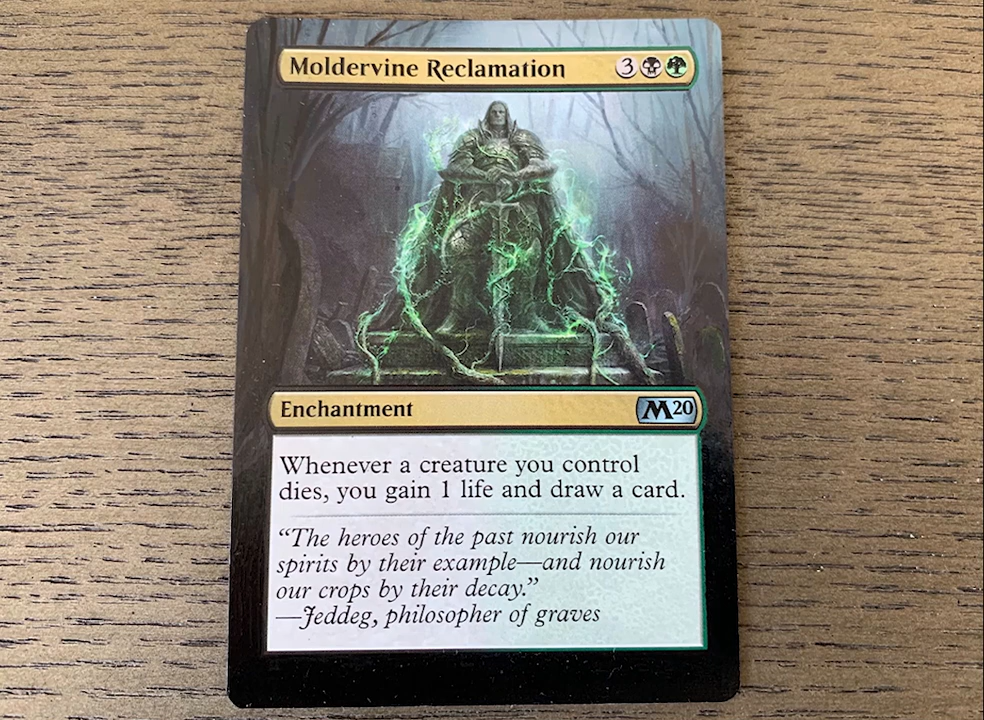 Moldervine Reclamation 3
Enchantment M20
Whenever a creature you control
dies, you gain 1 life and draw a card.
“The heroes of the past nourish our
spirits by their example—and nourish
our crops by their decay.”
—Jeddeg, philosopher of graves